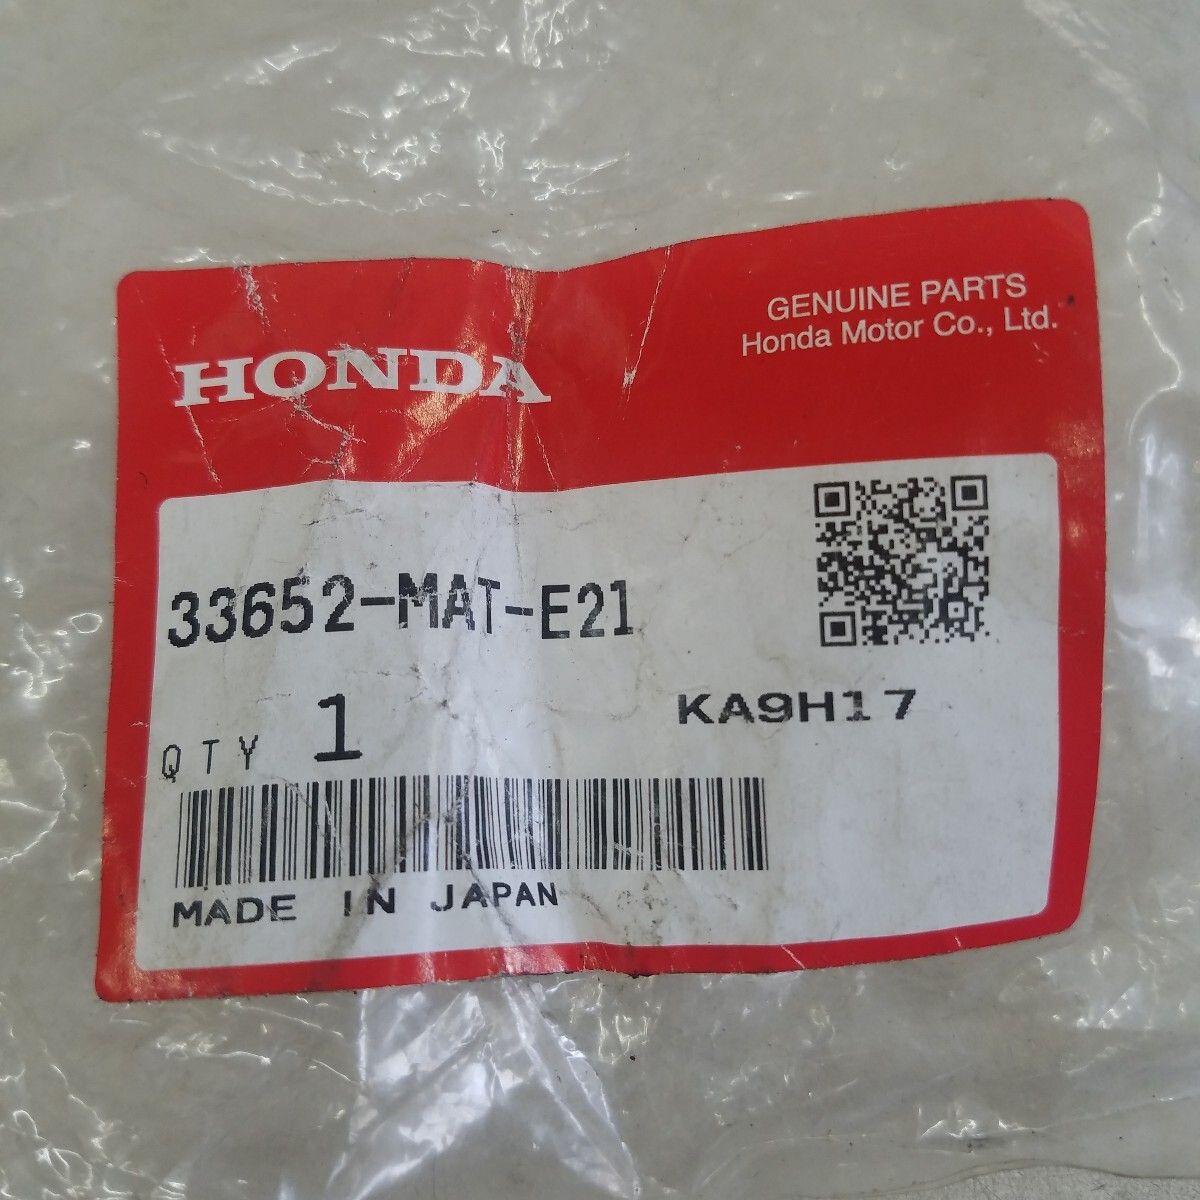 HONDA
GENUINE PARTS
Honda Motor Co., Ltd.
33652-MAT-E21
QTY 1
KA9H17
MADE IN JAPAN